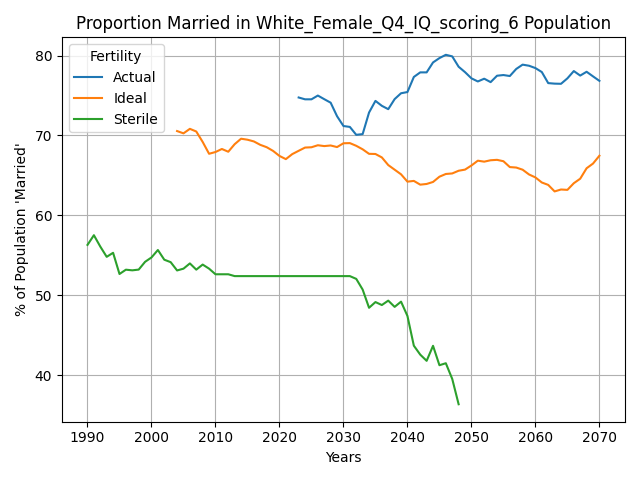 Proportion Married in White_Female_Q4_IQ_scoring_6 Population
Fertility
Actual
Ideal
Sterile
% of Population 'Married'
80
70
60
50
40
1990 2000 2010 2020 2030 2040 2050 2060 2070
Years